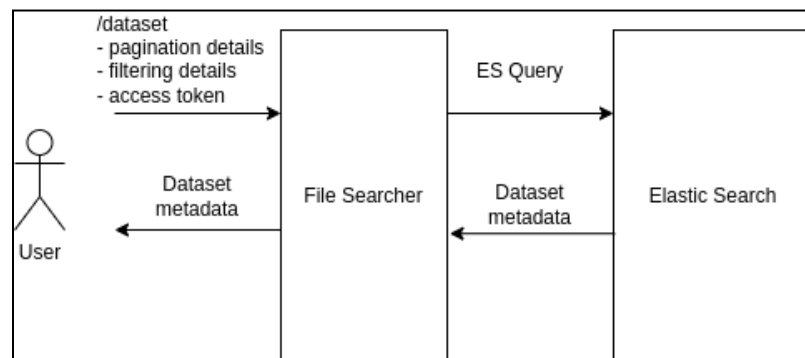 /dataset
- pagination details
- filtering details
- access token
ES Query
Dataset
metadata
File Searcher
Dataset
metadata
Elastic Search
User